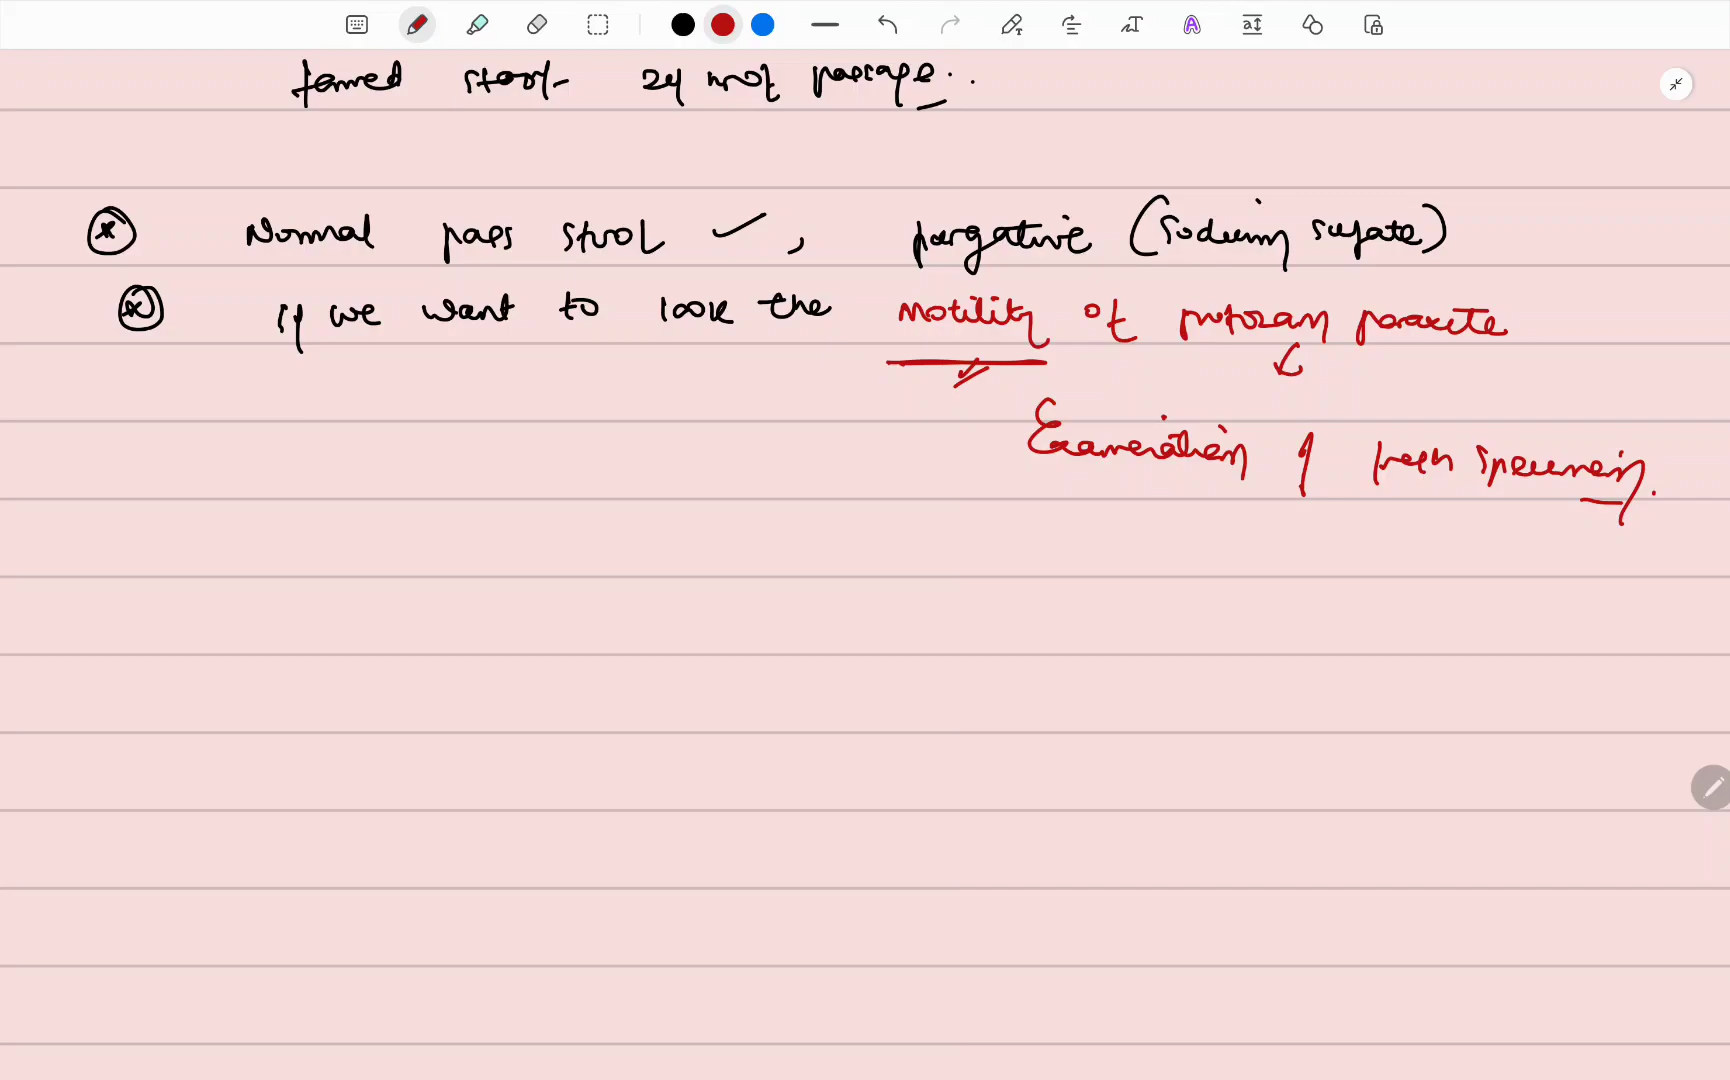 formed stool 24 hrs of passage..
Normal pass stool ✓, purgative (Sodium sulfate)
if we want to look the motility of protozoan parasite
Examination of fresh specimen.